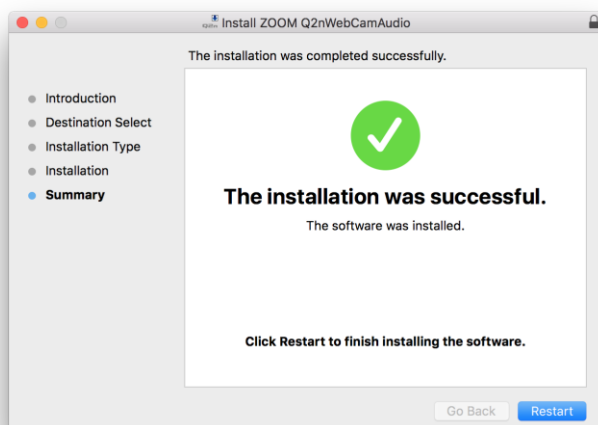 Install ZOOM Q2nWebCamAudio
The installation was completed successfully.
Introduction
Destination Select
Installation Type
Installation
Summary
The installation was successful.
The software was installed.
Click Restart to finish installing the software.
Go Back
Restart